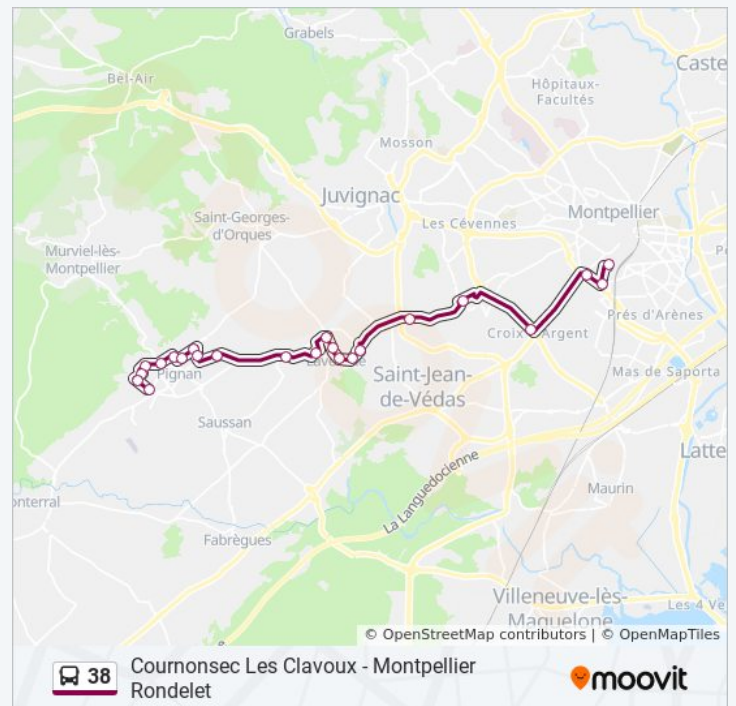 Grabels
Caste
Bel-Air
Hôpitaux-
Facultés
Mosson
Juvignac
Saint-Georges-
d'Orques
Les Cévennes
Montpellier
Murviel-lès-
Montpellier
Prés d'Arènes
Croix d'Argent
Pignan
Mas de Saporta
Saint-Jean-
de-Védas
Saussan
Latte
La Languedocienne
Maurin
onterral
Fabrègues
Villeneuve-lès-
Maguelone
Les 4 Ve
© OpenStreetMap contributors | © OpenMapTiles
38 Cournonsec Les Clavoux - Montpellier
Rondelet
moovit